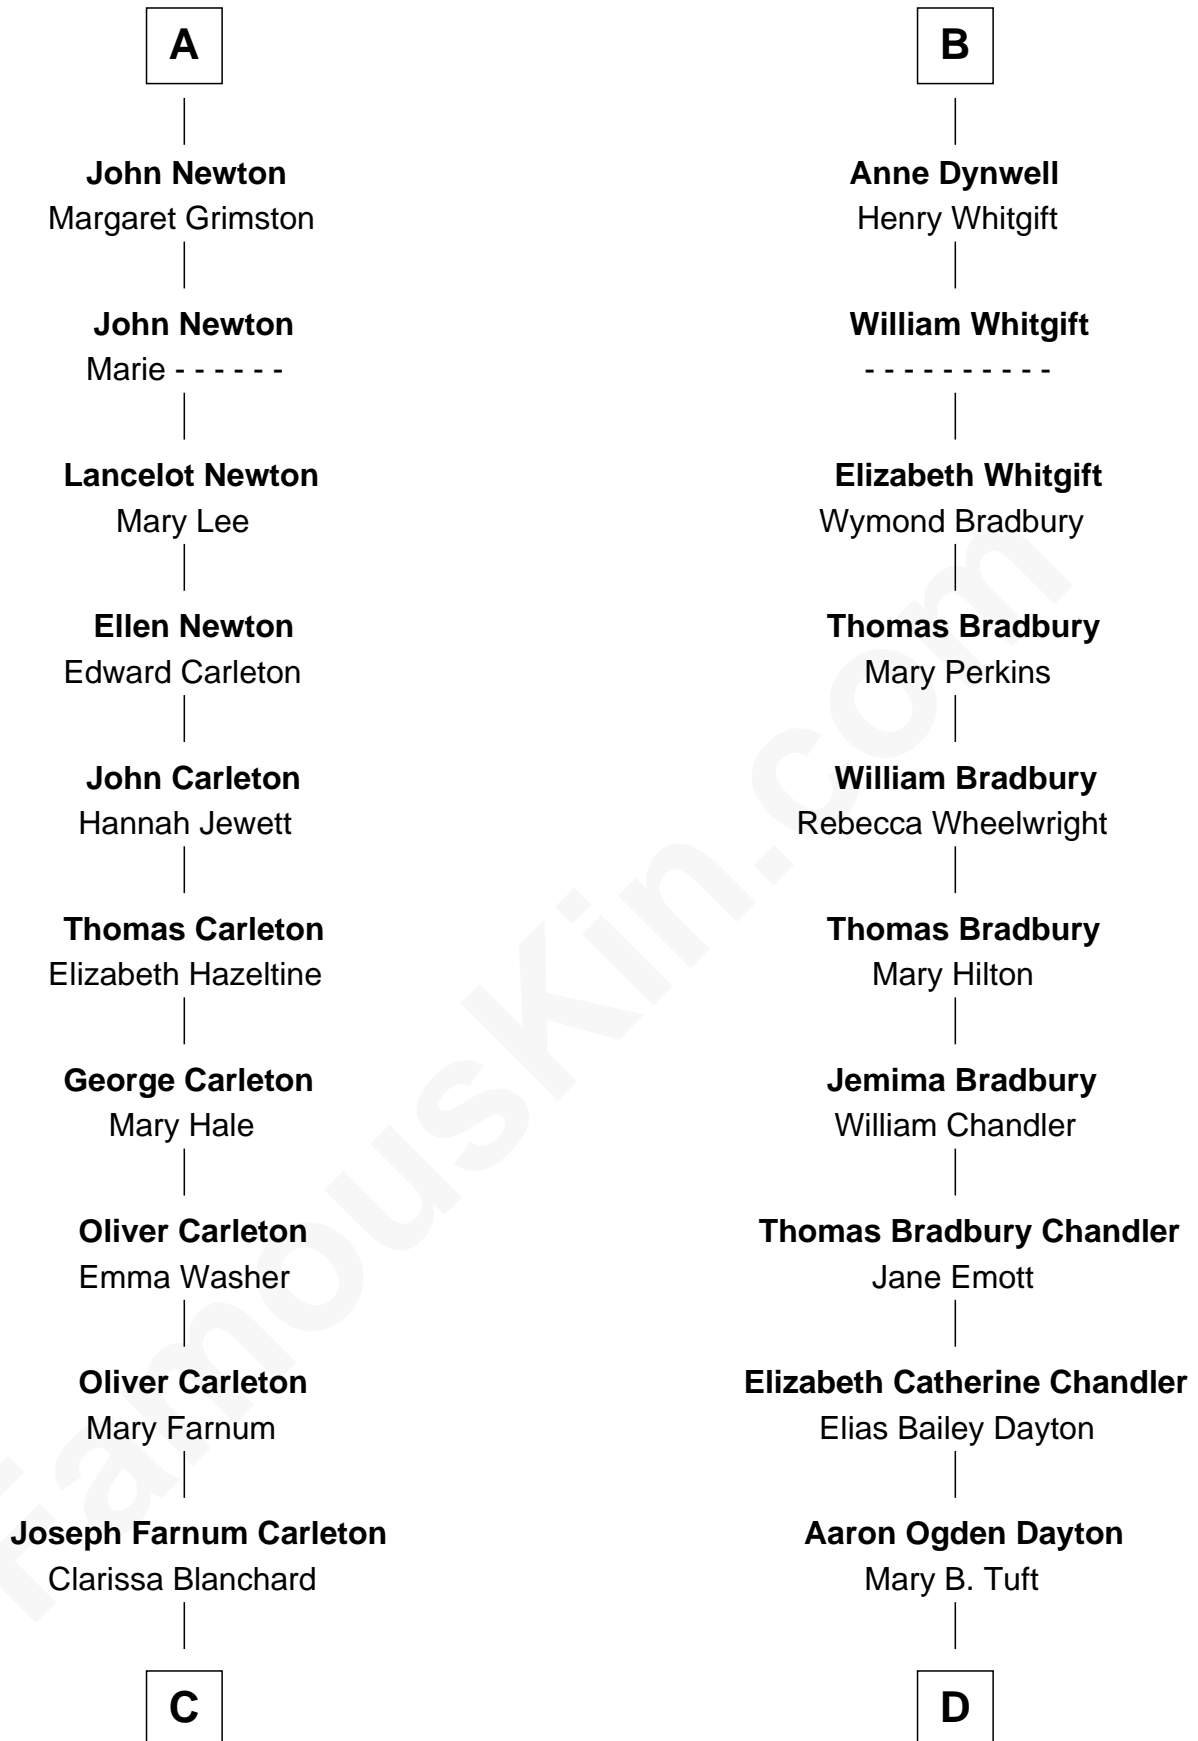 A
John Newton
Margaret Grimston
John Newton
Marie - - - - - -
Lancelot Newton
Mary Lee
Ellen Newton
Edward Carleton
John Carleton
Hannah Jewett
Thomas Carleton
Elizabeth Hazeltine
George Carleton
Mary Hale
Oliver Carleton
Emma Washer
Oliver Carleton
Mary Farnum
Joseph Farnum Carleton
Clarissa Blanchard
C
B
Anne Dynwell
Henry Whitgift
William Whitgift
- - - - - - - - - -
Elizabeth Whitgift
Wymond Bradbury
Thomas Bradbury
Mary Perkins
William Bradbury
Rebecca Wheelwright
Thomas Bradbury
Mary Hilton
Jemima Bradbury
William Chandler
Thomas Bradbury Chandler
Jane Emott
Elizabeth Catherine Chandler
Elias Bailey Dayton
Aaron Ogden Dayton
Mary B. Tuft
D
FamousKin.com